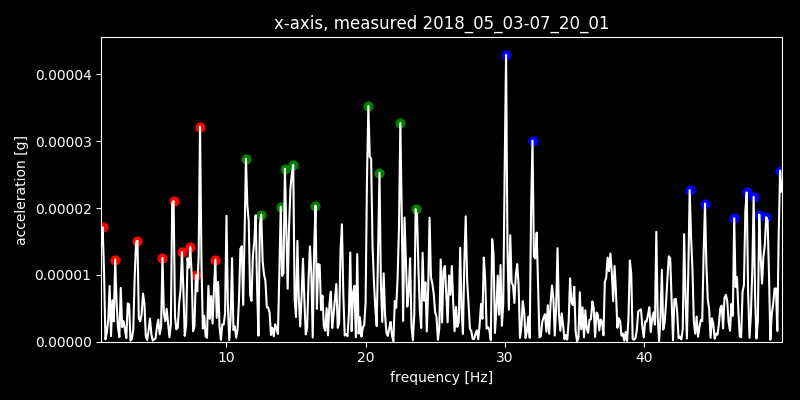 x-axis, measured 2018_05_03-07_20_01
0.00004
0.00003
0.00002
0.00001
0.00000
acceleration [g]
10 20 30 40
frequency [Hz]